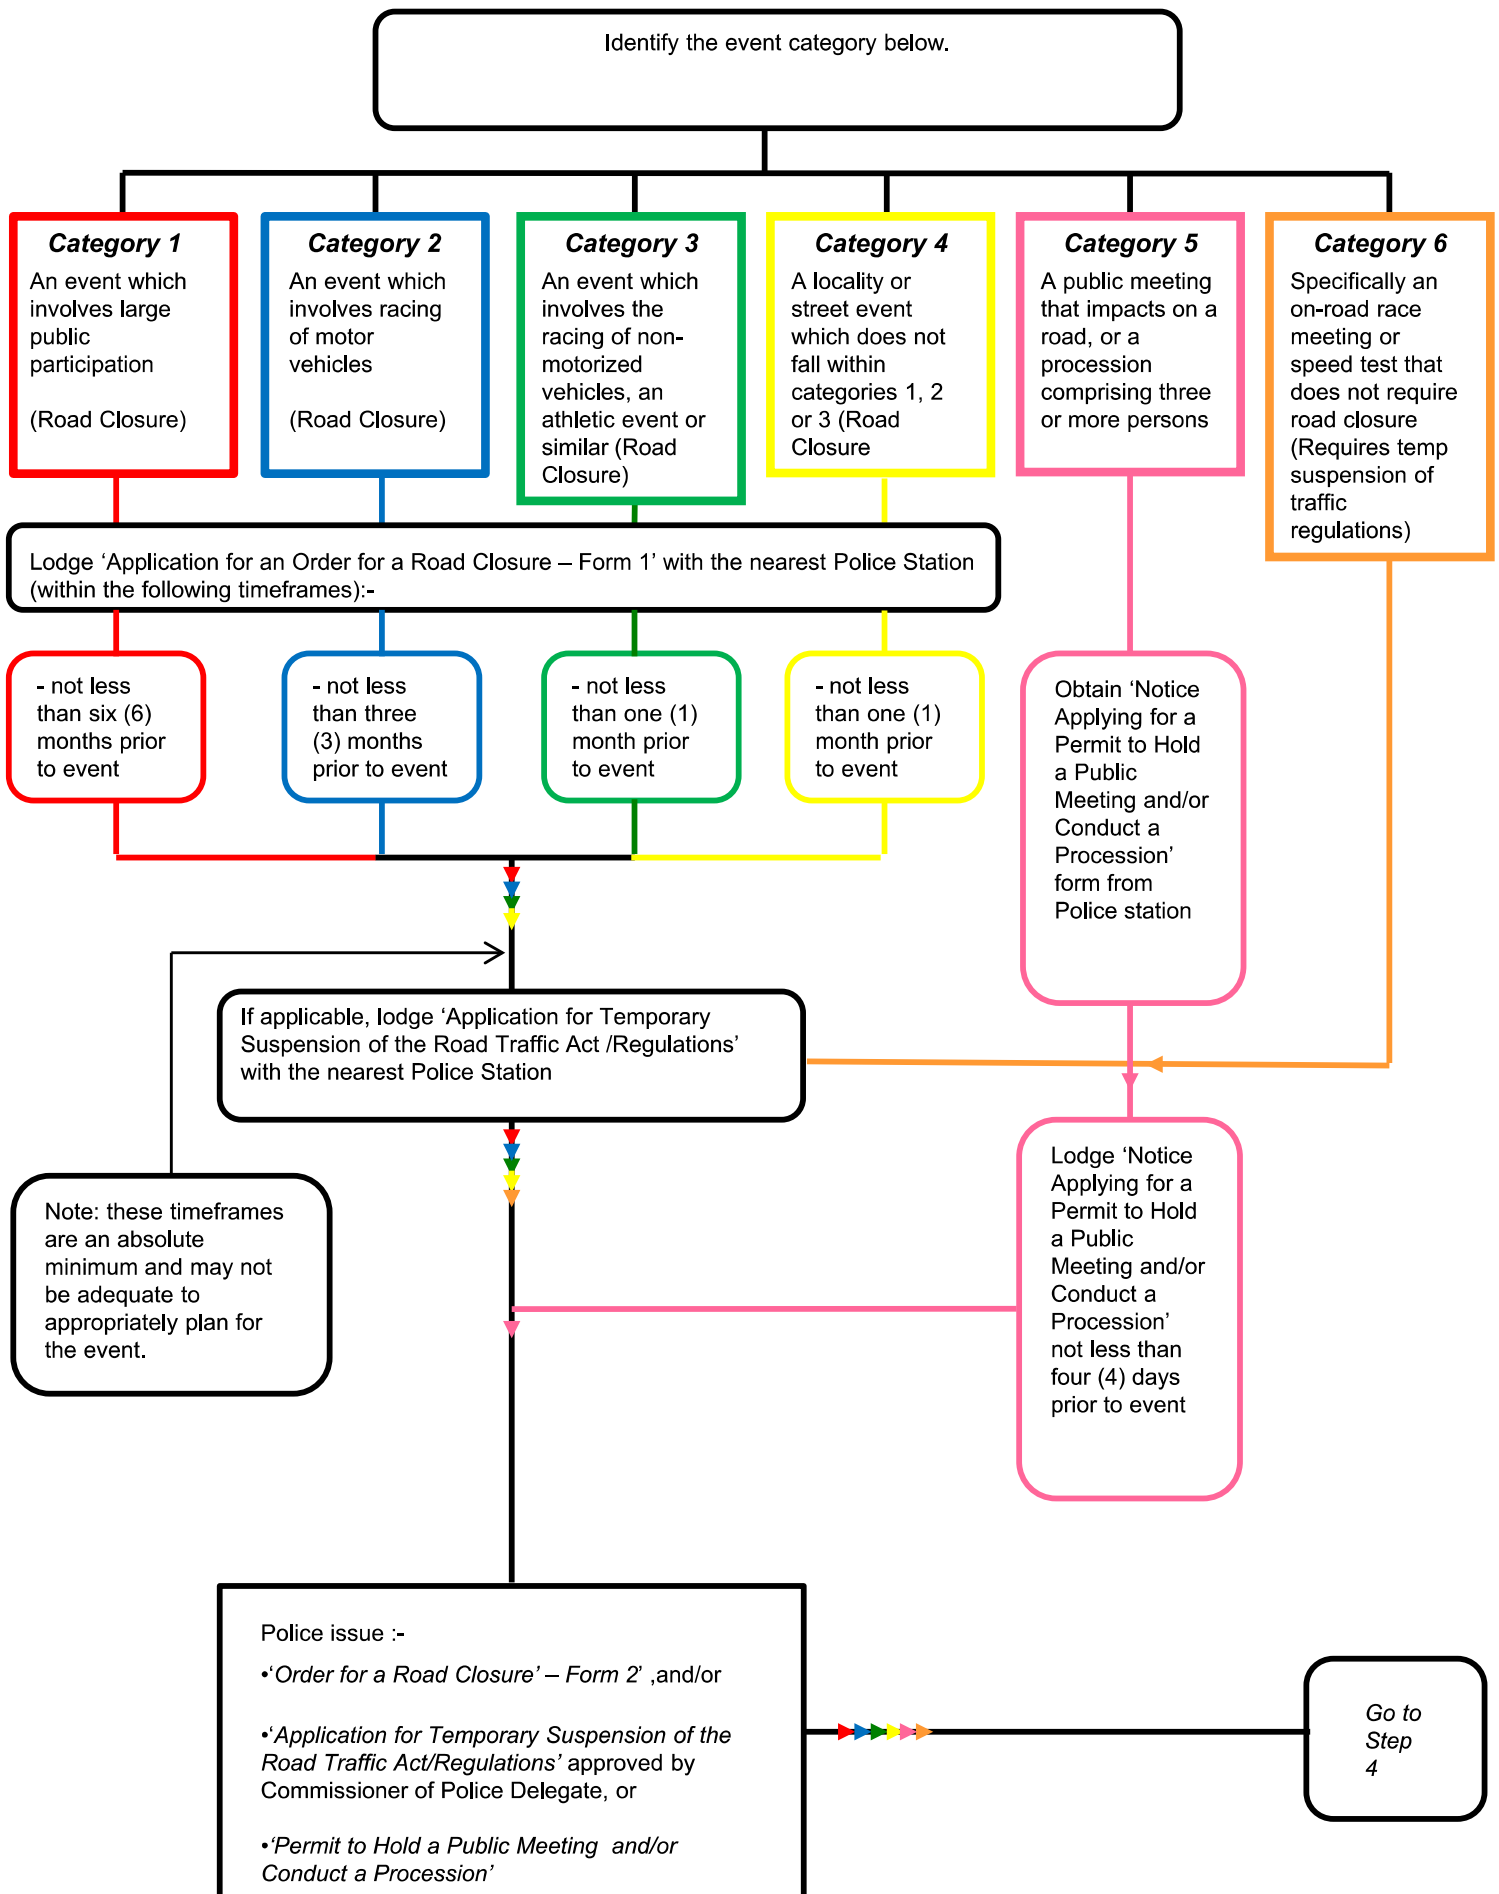 Identify the event category below.
Category 1
An event which
involves large
public
participation
(Road Closure)
Category 2
An event which
involves racing
of motor
vehicles
(Road Closure)
Category 3
An event which
involves the
racing of non-
motorized
vehicles, an
athletic event or
similar (Road
Closure)
Category 4
A locality or
street event
which does not
fall within
categories 1, 2
or 3 (Road
Closure
Category 5
A public meeting
that impacts on a
road, or a
procession
comprising three
or more persons
Category 6
Specifically an
on-road race
meeting or
speed test that
does not require
road closure
(Requires temp
suspension of
traffic
regulations)
Lodge ‘Application for an Order for a Road Closure – Form 1’ with the nearest Police Station
(within the following timeframes):-
- not less
than six (6)
months prior
to event
- not less
than three
(3) months
prior to event
- not less
than one (1)
month prior
to event
- not less
than one (1)
month prior
to event
Obtain ‘Notice
Applying for a
Permit to Hold
a Public
Meeting and/or
Conduct a
Procession’
form from
Police station
If applicable, lodge ‘Application for Temporary
Suspension of the Road Traffic Act /Regulations’
with the nearest Police Station
Note: these timeframes
are an absolute
minimum and may not
be adequate to
appropriately plan for
the event.
Lodge ‘Notice
Applying for a
Permit to Hold
a Public
Meeting and/or
Conduct a
Procession’
not less than
four (4) days
prior to event
Police issue :-
•‘Order for a Road Closure’ – Form 2’ ,and/or
•‘Application for Temporary Suspension of the
Road Traffic Act/Regulations’ approved by
Commissioner of Police Delegate, or
•‘Permit to Hold a Public Meeting and/or
Conduct a Procession’
Go to
Step
4